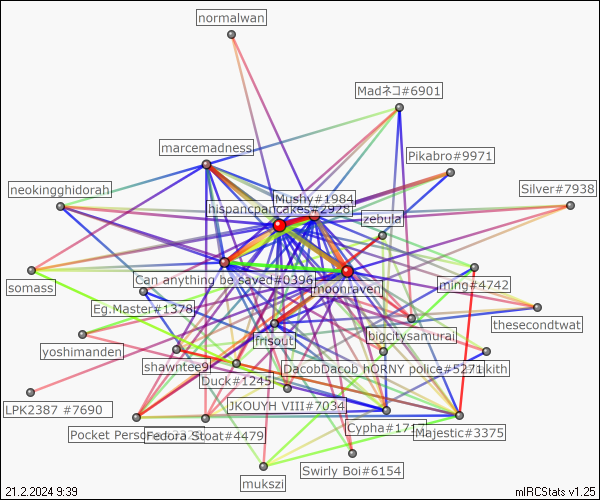 normalwan
Madネコ#6901
marcemadness
Pikabro#9971
neokingghidorah
Silver#7938
Mushy#1984
hispancpancakes#2928
zebula
somass
Can anything be saved#0396
moonraven
ming#4742
Eg.Master#1378
thesecondtwat
bigcitysamurai
frisout
yoshimanden
shawntee9
DacobDacob hORNY police#5271
kith
Duck#1245
LPK2387 #7690
JKOUYH VIII#7034
Pocket
Fedora Stoat#4479
Majestic#3375
Swirly Boi#6154
mukszi
21.2.2024 9:39
mIRCStats v1.25